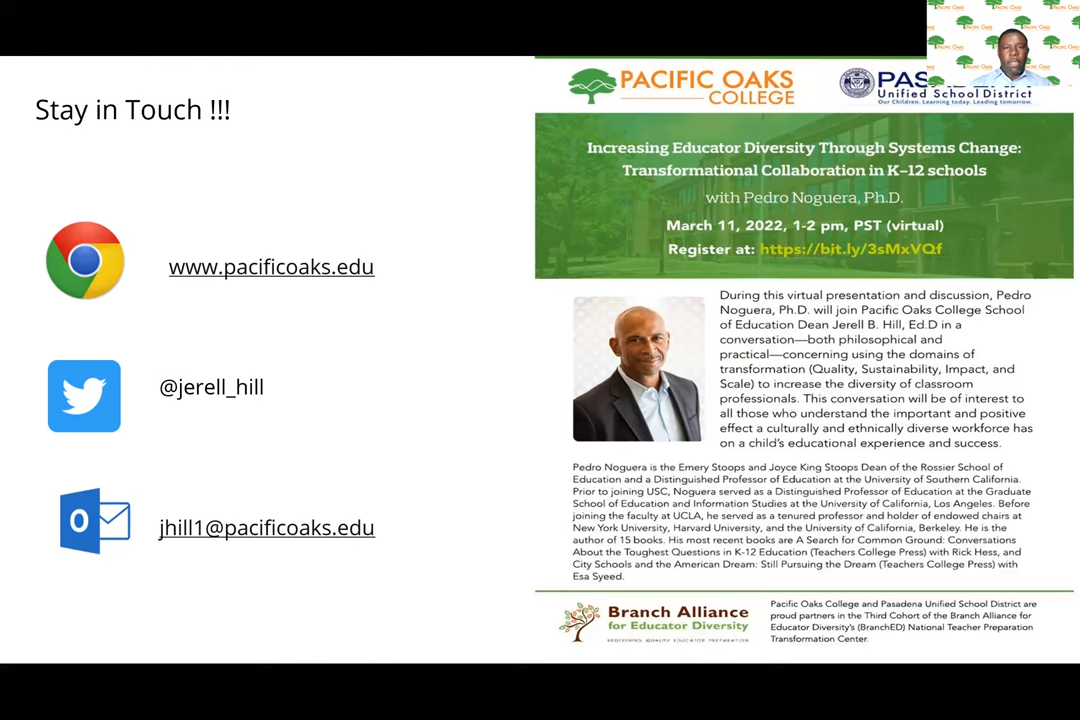 Stay in Touch !!!
www.pacificoaks.edu
@jerell_hill
jhill1@pacificoaks.edu
PACIFIC OAKS
COLLEGE
Unified School District
Our Children. Learning today. Leading tomorrow.
Increasing Educator Diversity Through Systems Change:
Transformational Collaboration in K–12 schools
with Pedro Noguera, Ph.D.
March 11, 2022, 1-2 pm, PST (virtual)
Register at: https://bit.ly/3sMxVQf
During this virtual presentation and discussion, Pedro
Noguera, Ph.D. will join Pacific Oaks College School
of Education Dean Jerell B. Hill, Ed.D in a
conversation—both philosophical and
practical—concerning using the domains of
transformation (Quality, Sustainability, Impact, and
Scale) to increase the diversity of classroom
professionals. This conversation will be of interest to
all those who understand the important and positive
effect a culturally and ethnically diverse workforce has
on a child's educational experience and success.
Pedro Noguera is the Emery Stoops and Joyce King Stoops Dean of the Rossier School of
Education and a Distinguished Professor of Education at the University of Southern California.
Prior to joining USC, Noguera served as a Distinguished Professor of Education at the Graduate
School of Education and Information Studies at the University of California, Los Angeles. Before
joining the faculty at UCLA, he served as a tenured professor and holder of endowed chairs at
New York University, Harvard University, and the University of California, Berkeley. He is the
author of 15 books. His most recent books are A Search for Common Ground: Conversations
About the Toughest Questions in K-12 Education (Teachers College Press) with Rick Hess, and
City Schools and the American Dream: Still Pursuing the Dream (Teachers College Press) with
Esa Syeed.
Branch Alliance
for Educator Diversity
REDEFINING QUALITY EDUCATOR PREPARATION
Pacific Oaks College and Pasadena Unified School District are
proud partners in the Third Cohort of the Branch Alliance for
Educator Diversity's (BranchED) National Teacher Preparation
Transformation Center.